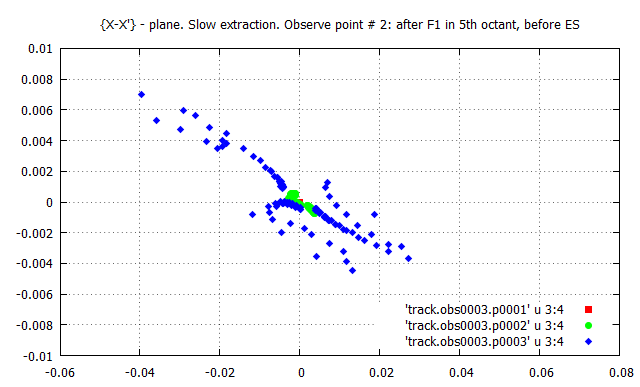 {X-X'} - plane. Slow extraction. Observe point # 2: after F1 in 5th octant, before ES
0.01
0.008
0.006
0.004
0.002
0
-0.002
-0.004
-0.006
-0.008
-0.01
'track.obs0003.p0001' u 3:4
'track.obs0003.p0002' u 3:4
'track.obs0003.p0003' u 3:4
-0.06 -0.04 -0.02 0 0.02 0.04 0.06 0.08